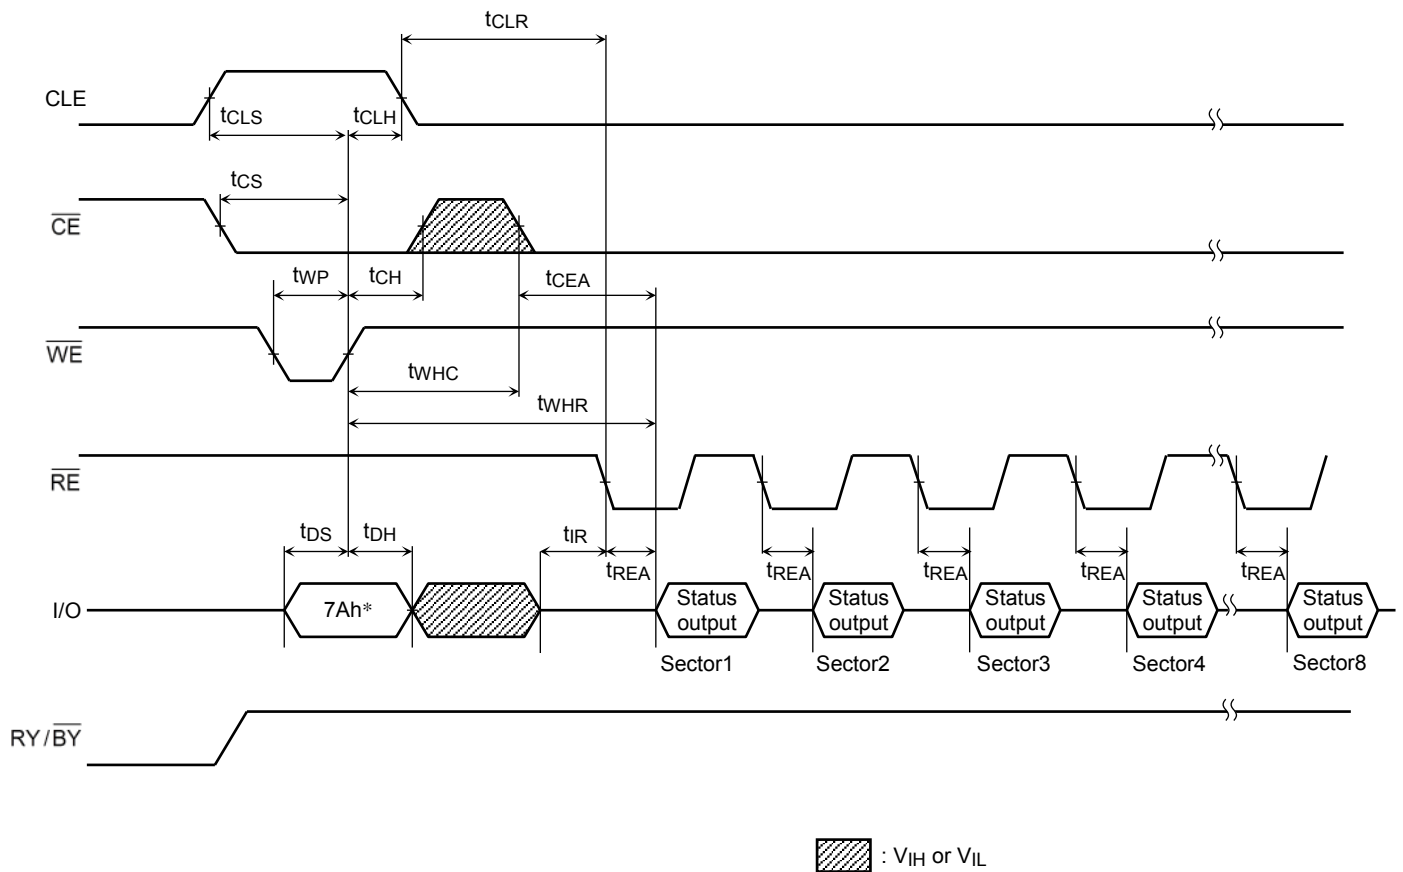 tCLR
CLE
tCLS
tCLH
tCS
CE
tWP
tCH
tCEA
WE
tWHC
tWHR
RE
tDS
tDH
tIR
tREA
tREA
tREA
tREA
tREA
I/O
7Ah*
Status output
Status output
Status output
Status output
Status output
Sector1
Sector2
Sector3
Sector4
Sector8
RY/BY
: VIH or VIL